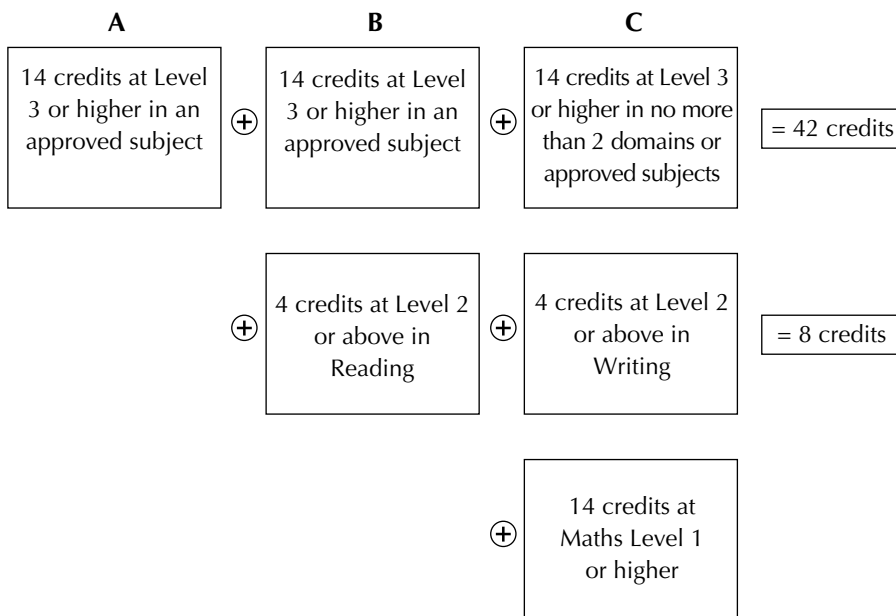 A
B
C
14 credits at Level
3 or higher in an
approved subject
+
14 credits at Level
3 or higher in an
approved subject
+
14 credits at Level 3
or higher in no more
than 2 domains or
approved subjects
= 42 credits
+
4 credits at Level 2
or above in
Reading
+
4 credits at Level 2
or above in
Writing
= 8 credits
+
14 credits at
Maths Level 1
or higher